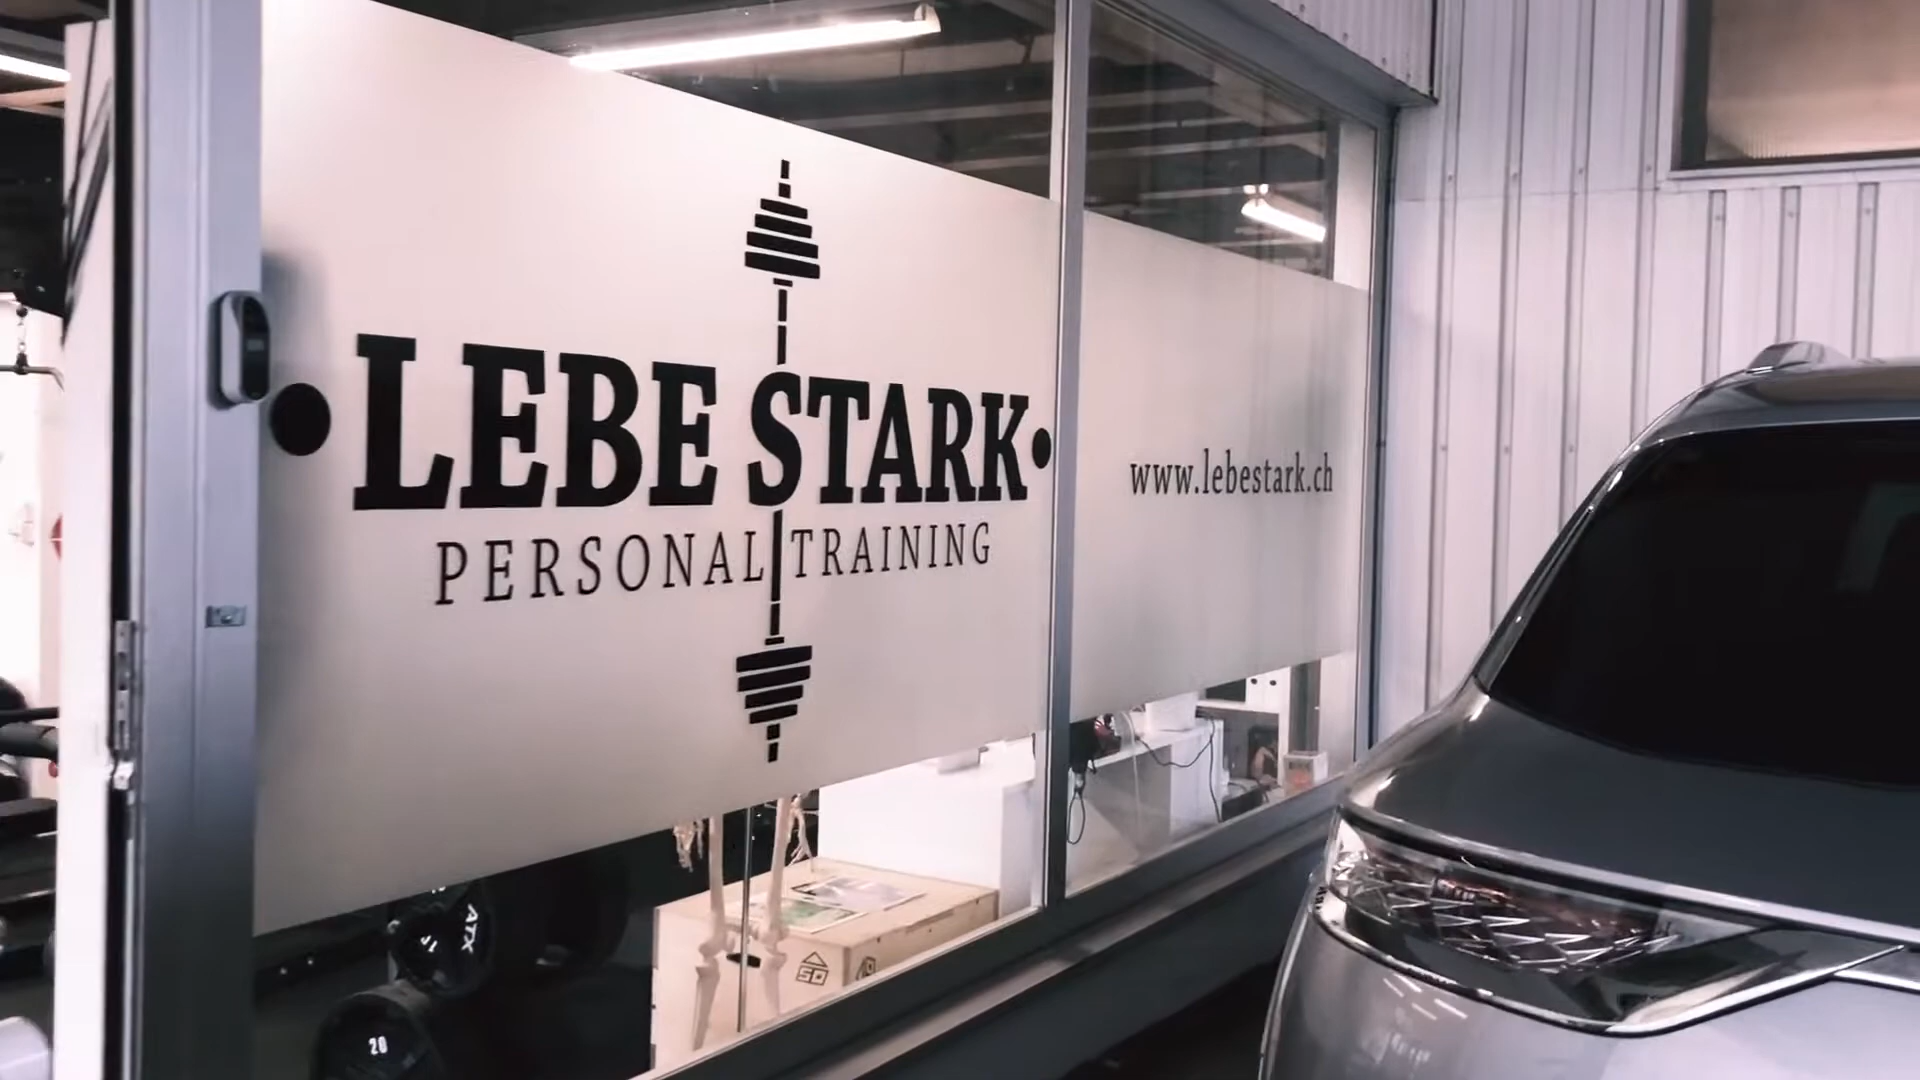 •LEBE STARK•
PERSONAL TRAINING
www.lebestark.ch
ATX
20